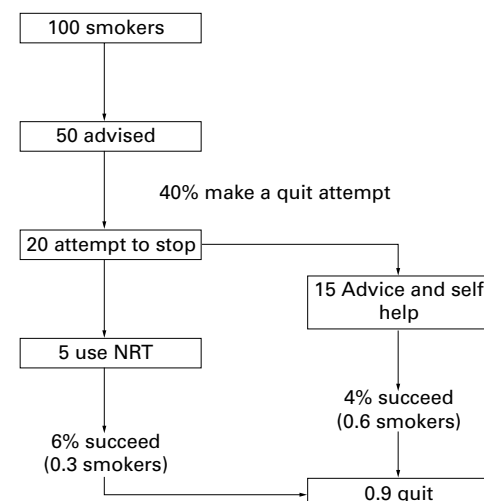 100 smokers
50 advised
40% make a quit attempt
20 attempt to stop
15 Advice and self
help
5 use NRT
4% succeed
(0.6 smokers)
6% succeed
(0.3 smokers)
0.9 quit